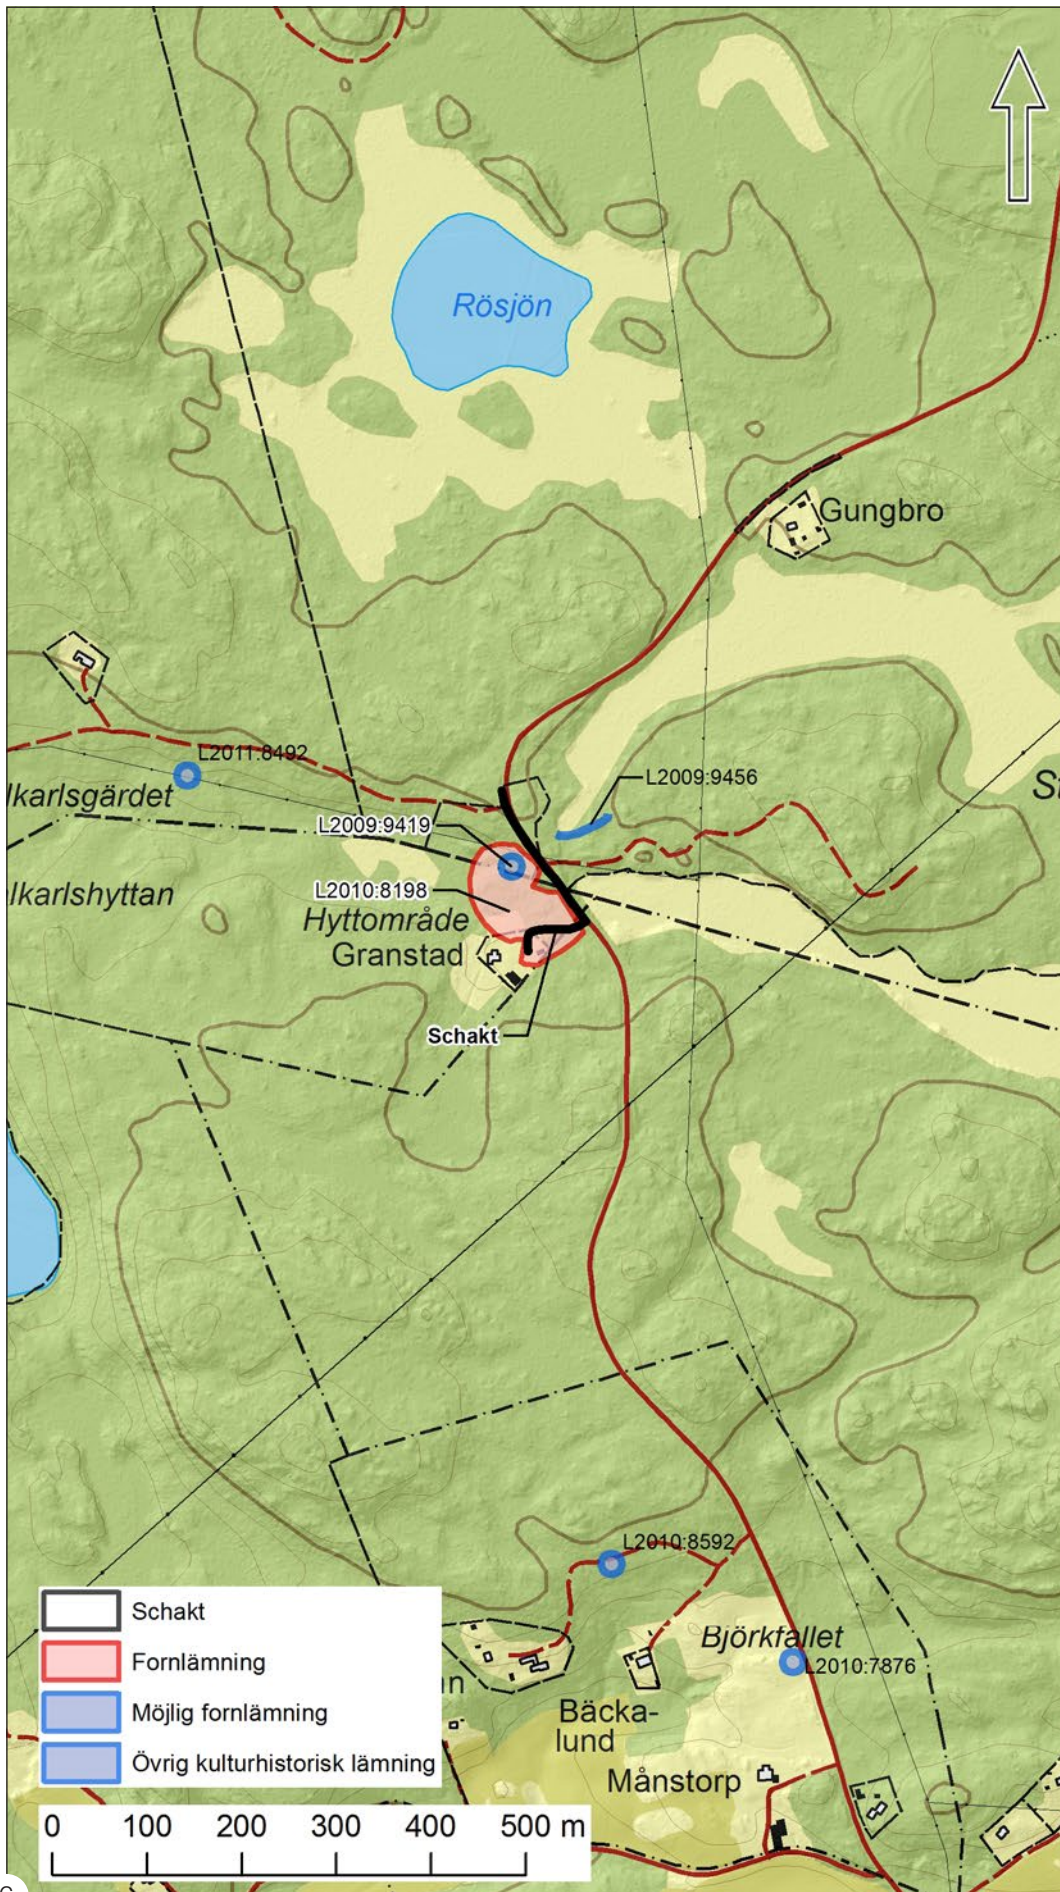 Rösjön
Gungbro
L2011:8492
L2009:9456
lkarlsgärdet
L2009:9419
L2010:8198
lkarlshyttan
Hyttområde
Granstad
Schakt
L2010:8592
Björkfallet
L2010:7876
Bäcka-
lund
Månstorp
Schakt
Fornlämning
Möjlig fornlämning
Övrig kulturhistorisk lämning
0 100 200 300 400 500 m